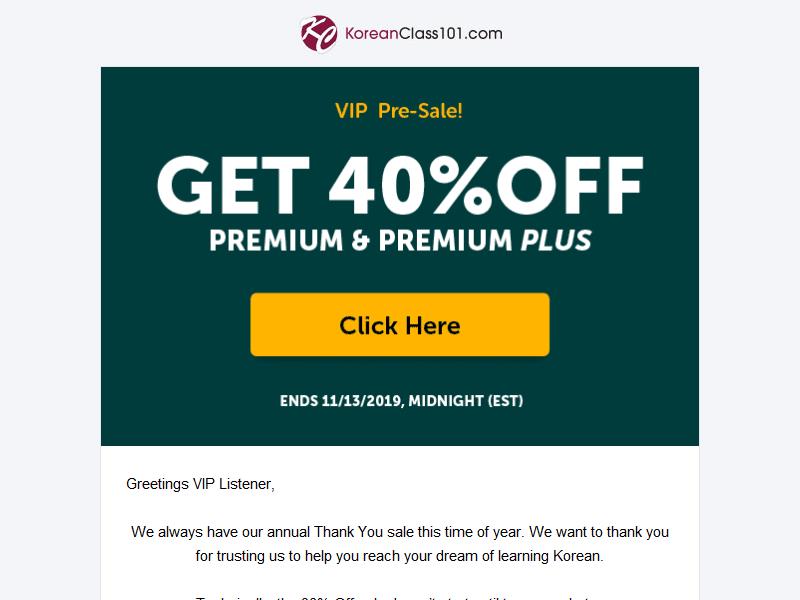 KoreanClass101.com
VIP Pre-Sale!
GET 40%OFF
PREMIUM & PREMIUM PLUS
Click Here
ENDS 11/13/2019, MIDNIGHT (EST)
Greetings VIP Listener,
We always have our annual Thank You sale this time of year. We want to thank you
for trusting us to help you reach your dream of learning Korean.